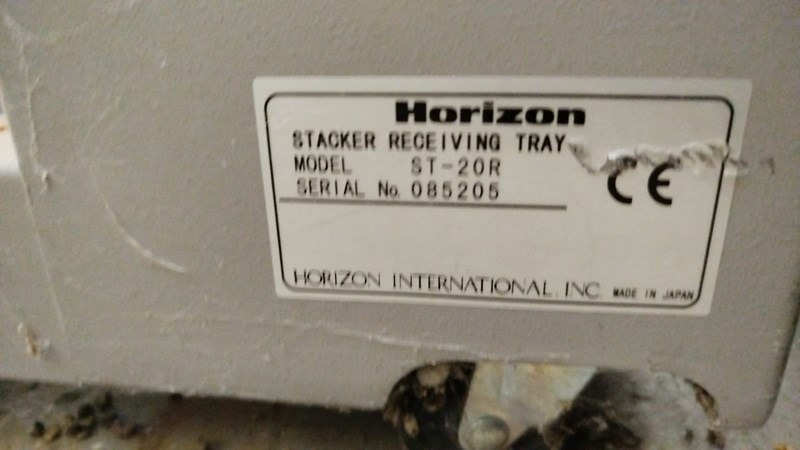 Horizon
STACKER RECEIVING TRAY
MODEL ST-20R
SERIAL No. 085205
CE
HORIZON INTERNATIONAL, INC. MADE IN JAPAN